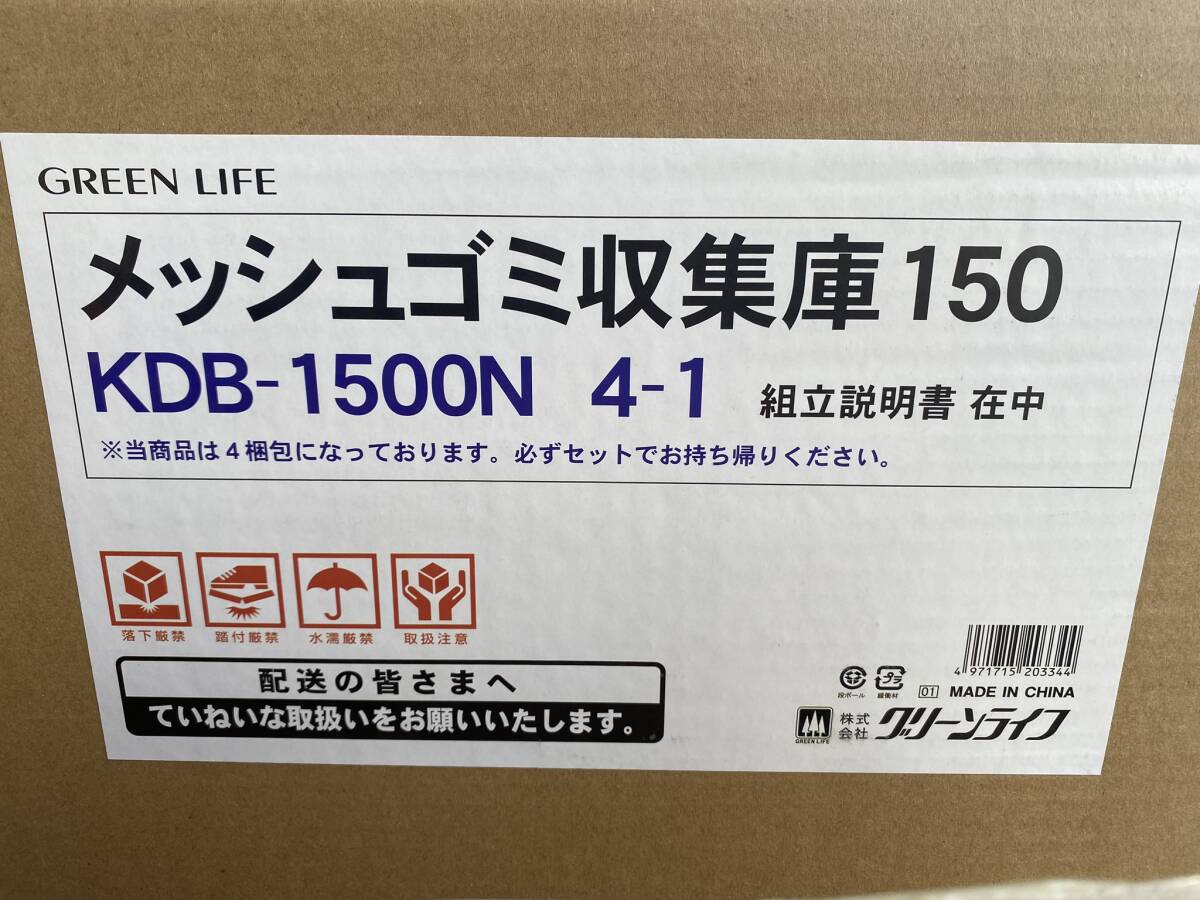 GREEN LIFE
メッシュゴミ収集庫150
KDB-1500N 4-1 組立説明書 在中
※当商品は4梱包になっております。必ずセットでお持ち帰りください。
落下厳禁 踏付厳禁 水濡厳禁 取扱注意
配送の皆さまへ
ていねいな取扱いをお願いいたします。
4 971715 203344
段ボール プラ 緩衝材 01 MADE IN CHINA
GREEN LIFE 株式会社 グリーンライフ